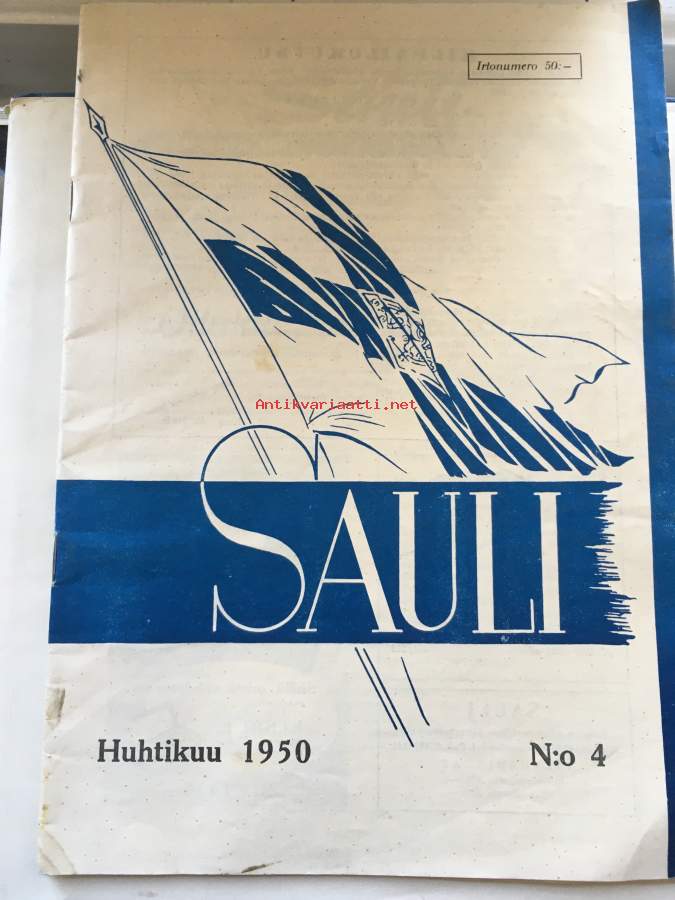 Irtonumero 50:—
Antikvariaatti.net
SAULI
Huhtikuu 1950
N:o 4